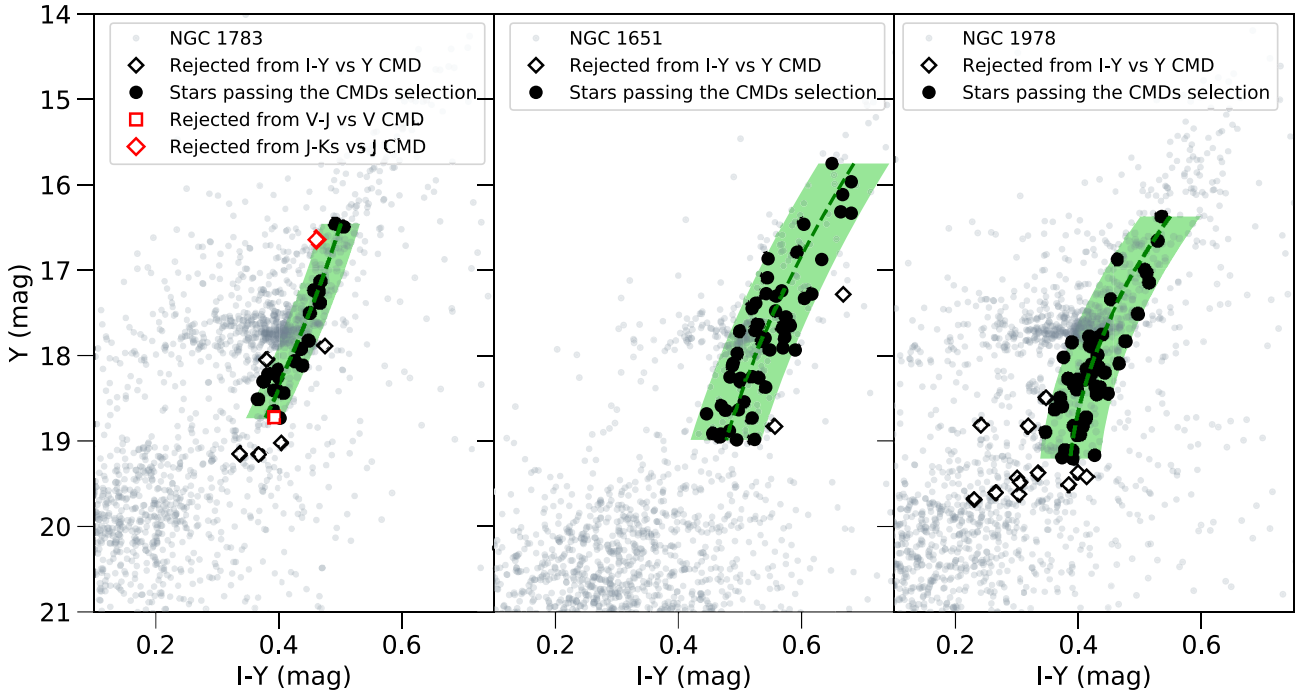 14
15
16
17
18
19
20
21
Y (mag)
NGC 1783
Rejected from I-Y vs Y CMD
Stars passing the CMDs selection
Rejected from V-J vs V CMD
Rejected from J-Ks vs J CMD
NGC 1651
Rejected from I-Y vs Y CMD
Stars passing the CMDs selection
NGC 1978
Rejected from I-Y vs Y CMD
Stars passing the CMDs selection
0.2 0.4 0.6
0.2 0.4 0.6
0.2 0.4 0.6
I-Y (mag)
I-Y (mag)
I-Y (mag)